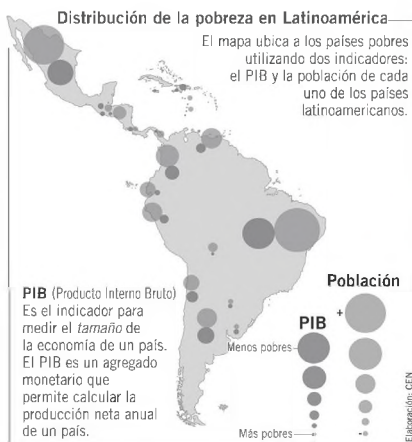 Distribución de la pobreza en Latinoamérica
El mapa ubica a los países pobres
utilizando dos indicadores:
el PIB y la población de cada
uno de los países
latinoamericanos.
PIB (Producto Interno Bruto)
Es el indicador para
medir el tamaño de
la economía de un país.
El PIB es un agregado
monetario que
permite calcular la
producción neta anual
de un país.
Población
+
PIB
Menos pobres
Más pobres
-
Elaboración: CEN